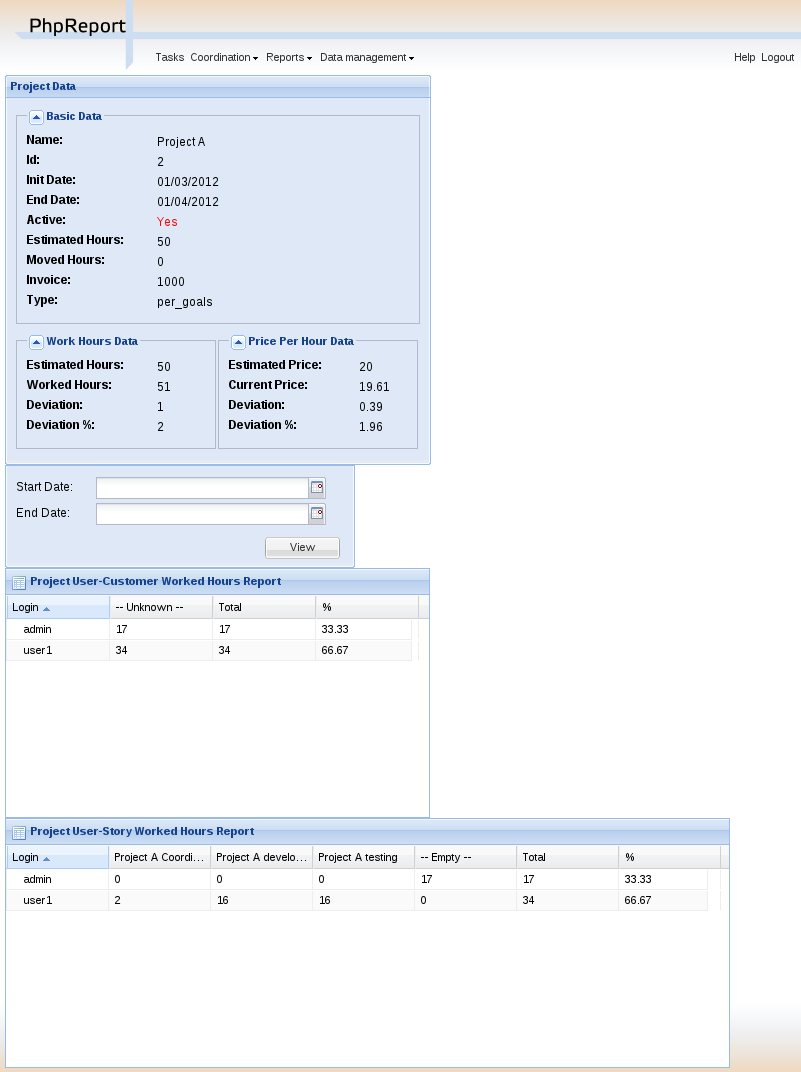 PhpReport
Tasks Coordination Reports Data management Help Logout
Project Data
Basic Data
Name: Project A
Id: 2
Init Date: 01/03/2012
End Date: 01/04/2012
Active: Yes
Estimated Hours: 50
Moved Hours: 0
Invoice: 1000
Type: per_goals
Work Hours Data
Estimated Hours: 50
Worked Hours: 51
Deviation: 1
Deviation %: 2
Price Per Hour Data
Estimated Price: 20
Current Price: 19.61
Deviation: 0.39
Deviation %: 1.96
Start Date:
End Date:
View
Project User-Customer Worked Hours Report
Login -- Unknown -- Total %
admin 17 17 33.33
user1 34 34 66.67
Project User-Story Worked Hours Report
Login Project A Coordi... Project A develo... Project A testing -- Empty -- Total %
admin 0 0 0 17 17 33.33
user1 2 16 16 0 34 66.67